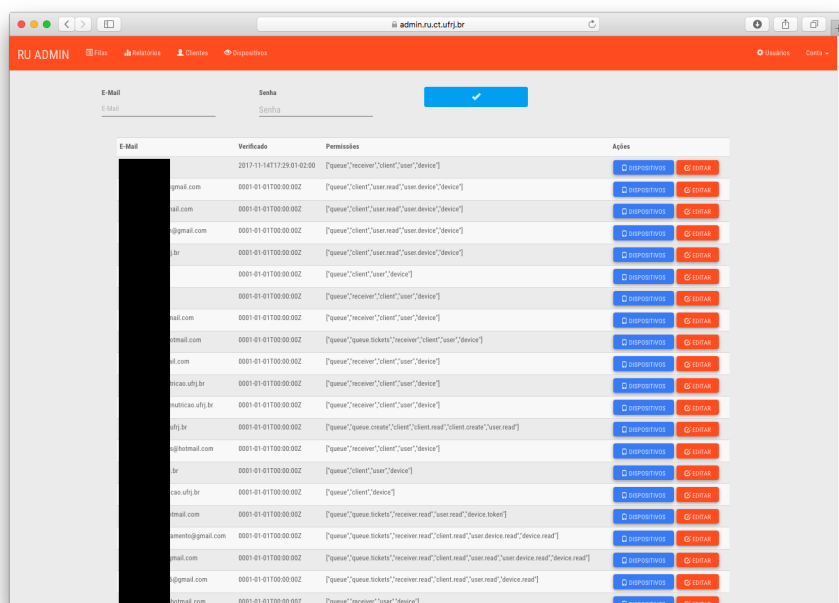 admin.ru.ct.ufrj.br
RU ADMIN Filas Relatórios Clientes Dispositivos Usuários Conta
E-Mail Senha
E-Mail Senha
E-Mail Verificado Permissões Ações
2017-11-14T17:29:01-02:00 ["queue","receiver","client","user","device"] DISPOSITIVOS EDITAR
@gmail.com 0001-01-01T00:00:00Z ["queue","client","user.read","user.device","device"] DISPOSITIVOS EDITAR
0001-01-01T00:00:00Z ["queue","client","user.read","user.device","device"] DISPOSITIVOS EDITAR
@gmail.com 0001-01-01T00:00:00Z ["queue","client","user.read","user.device","device"] DISPOSITIVOS EDITAR
j.br 0001-01-01T00:00:00Z ["queue","client","user.read","user.device","device"] DISPOSITIVOS EDITAR
0001-01-01T00:00:00Z ["queue","client","user","device"] DISPOSITIVOS EDITAR
0001-01-01T00:00:00Z ["queue","receiver","client","user","device"] DISPOSITIVOS EDITAR
mail.com 0001-01-01T00:00:00Z ["queue","receiver","client","user","device"] DISPOSITIVOS EDITAR
otmail.com 0001-01-01T00:00:00Z ["queue","queue.tickets","receiver","client","user","device"] DISPOSITIVOS EDITAR
ail.com 0001-01-01T00:00:00Z ["queue","receiver","client","user","device"] DISPOSITIVOS EDITAR
tricao.ufrj.br 0001-01-01T00:00:00Z ["queue","receiver","client","user","device"] DISPOSITIVOS EDITAR
nutricao.ufrj.br 0001-01-01T00:00:00Z ["queue","receiver","client","user","device"] DISPOSITIVOS EDITAR
ufrj.br 0001-01-01T00:00:00Z ["queue","queue.create","client","client.read","client.create","user.read"] DISPOSITIVOS EDITAR
s@hotmail.com 0001-01-01T00:00:00Z ["queue","receiver","client","user","device"] DISPOSITIVOS EDITAR
.br 0001-01-01T00:00:00Z ["queue","client","user","device"] DISPOSITIVOS EDITAR
cao.ufrj.br 0001-01-01T00:00:00Z ["queue","client","device"] DISPOSITIVOS EDITAR
otmail.com 0001-01-01T00:00:00Z ["queue","queue.tickets","receiver.read","user.read","device.token"] DISPOSITIVOS EDITAR
amento@gmail.com 0001-01-01T00:00:00Z ["queue","queue.tickets","receiver.read","client.read","user.device.read","device.read"] DISPOSITIVOS EDITAR
gmail.com 0001-01-01T00:00:00Z ["queue","queue.tickets","receiver.read","client.read","user.read","user.device.read","device.read"] DISPOSITIVOS EDITAR
@gmail.com 0001-01-01T00:00:00Z ["queue","queue.tickets","receiver.read","client.read","user.read","device.read"] DISPOSITIVOS EDITAR
hotmail.com 0001-01-01T00:00:00Z ["queue","receiver","user","device"] DISPOSITIVOS EDITAR